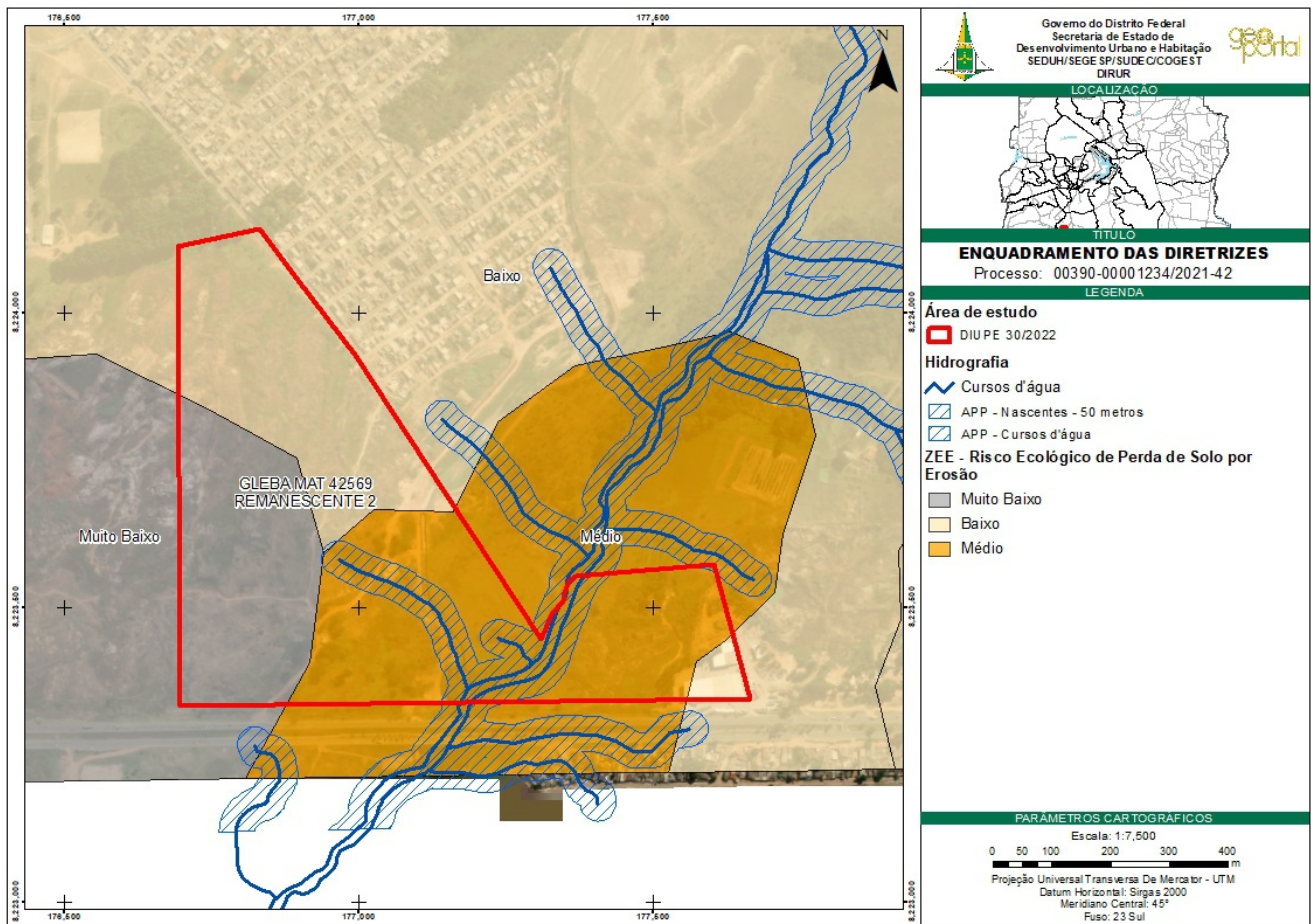 176,500
177,000
177,500
8,224,000
8,223,500
8,223,000
8,224,000
8,223,500
8,223,000
176,500
177,000
177,500
N
Baixo
GLEBA MAT 42569
REMANESCENTE 2
Muito Baixo
Médio
Governo do Distrito Federal
Secretaria de Estado de
Desenvolvimento Urbano e Habitação
SEDUH/SEGESP/SUDEC/COGEST
DIRUR
geoportal
LOCALIZAÇÃO
TÍTULO
ENQUADRAMENTO DAS DIRETRIZES
Processo: 00390-00001234/2021-42
LEGENDA
Área de estudo
DIUPE 30/2022
Hidrografia
Cursos d'água
APP - Nascentes - 50 metros
APP - Cursos d'água
ZEE - Risco Ecológico de Perda de Solo por
Erosão
Muito Baixo
Baixo
Médio
PARÂMETROS CARTOGRÁFICOS
Escala: 1:7,500
0 50 100 200 300 400
m
Projeção Universal Transversa De Mercator - UTM
Datum Horizontal: Sirgas 2000
Meridiano Central: 45°
Fuso: 23 Sul